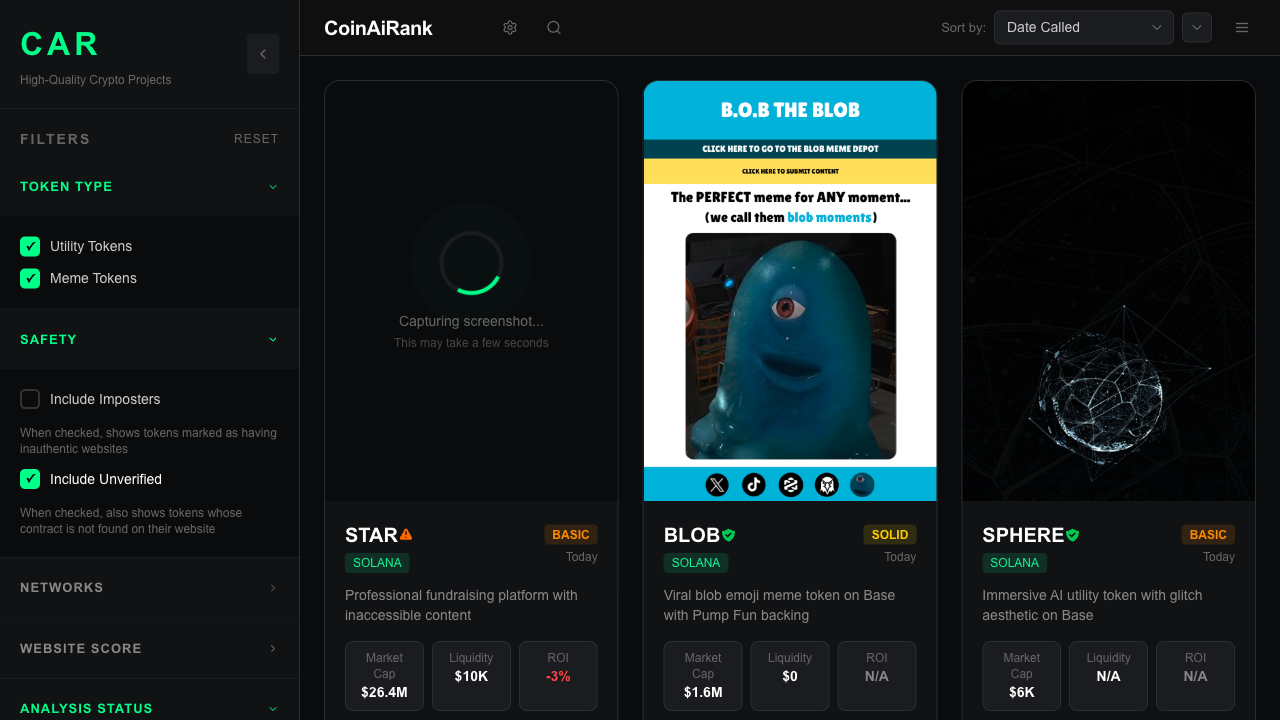 CAR
High-Quality Crypto Projects
FILTERS
RESET
TOKEN TYPE
Utility Tokens
Meme Tokens
SAFETY
Include Imposters
When checked, shows tokens marked as having
inauthentic websites
Include Unverified
When checked, also shows tokens whose
contract is not found on their website
NETWORKS
WEBSITE SCORE
ANALYSIS STATUS
CoinAiRank
Sort by:
Date Called
Capturing screenshot...
This may take a few seconds
STAR
BASIC
SOLANA
Today
Professional fundraising platform with
inaccessible content
Market
Cap
$26.4M
Liquidity
$10K
ROI
-3%
B.O.B THE BLOB
CLICK HERE TO GO TO THE BLOB MEME DEPOT
CLICK HERE TO SUBMIT CONTENT
The PERFECT meme for ANY moment...
(we call them blob moments)
BLOB
SOLID
SOLANA
Today
Viral blob emoji meme token on Base
with Pump Fun backing
Market
Cap
$1.6M
Liquidity
$0
ROI
N/A
SPHERE
BASIC
SOLANA
Today
Immersive AI utility token with glitch
aesthetic on Base
Market
Cap
$6K
Liquidity
N/A
ROI
N/A